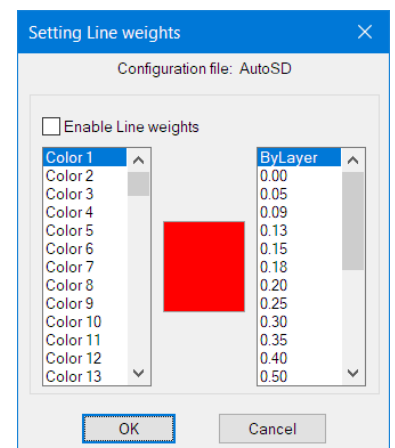 Setting Line weights
Configuration file: AutoSD
Enable Line weights
Color 1
Color 2
Color 3
Color 4
Color 5
Color 6
Color 7
Color 8
Color 9
Color 10
Color 11
Color 12
Color 13
ByLayer
0.00
0.05
0.09
0.13
0.15
0.18
0.20
0.25
0.30
0.35
0.40
0.50
OK
Cancel